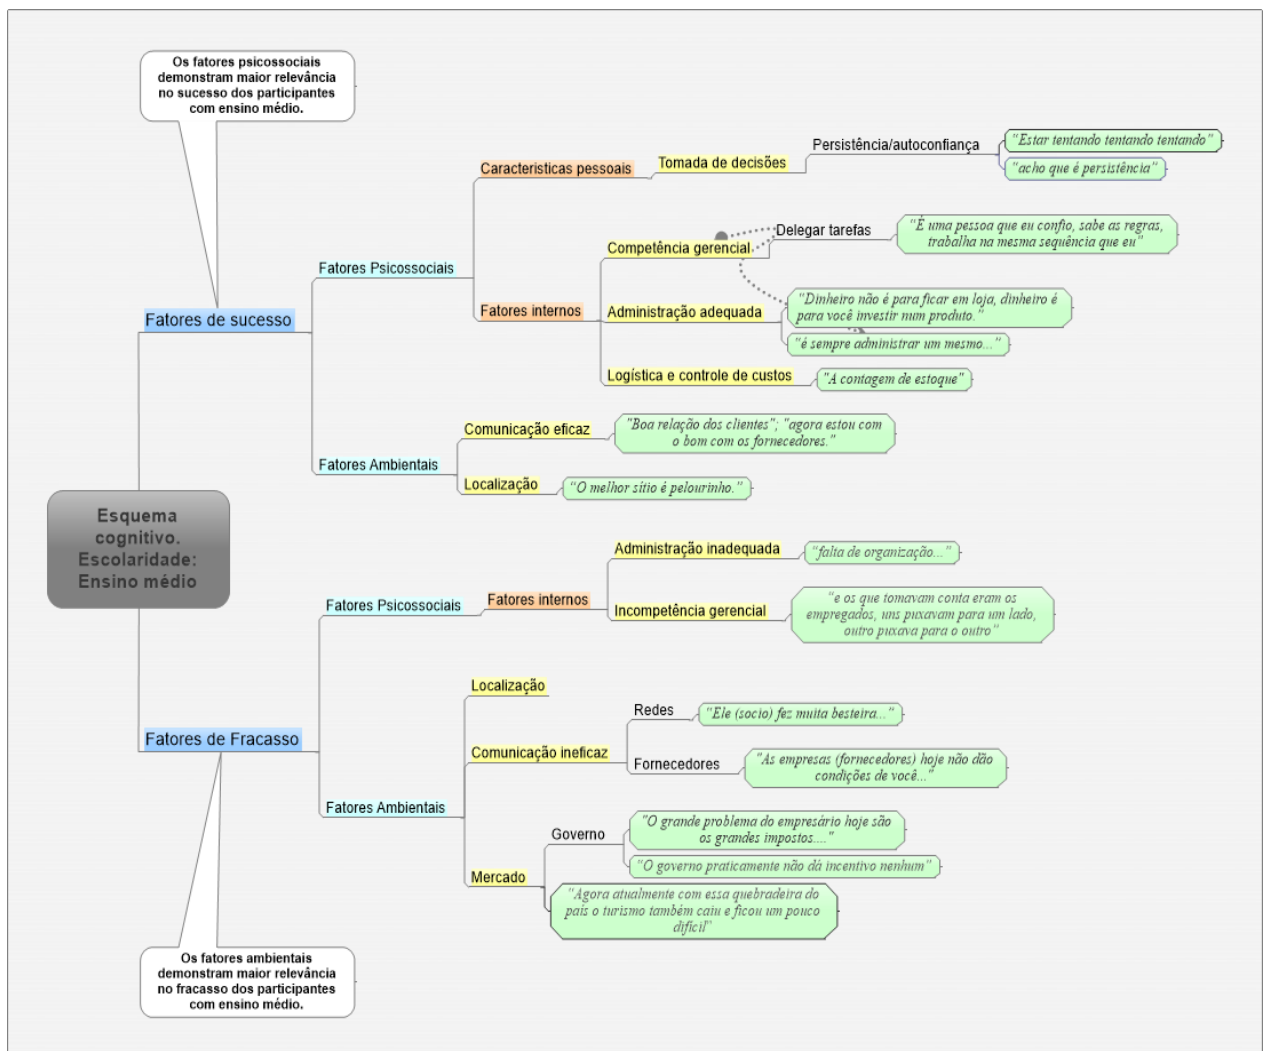 Os fatores psicossociais
demonstram maior relevância
no sucesso dos participantes
com ensino médio.
Persistência/autoconfiança
"Estar tentando tentando tentando"
"acho que é persistência"
Caracteristicas pessoais
Tomada de decisões
Delegar tarefas
"É uma pessoa que eu confio, sabe as regras,
trabalha na mesma sequência que eu"
Competência gerencial
Fatores Psicossociais
Fatores internos
Administração adequada
"Dinheiro não é para ficar em loja, dinheiro é
para você investir num produto."
"é sempre administrar um mesmo..."
Fatores de sucesso
Logística e controle de custos
"A contagem de estoque"
Comunicação eficaz
"Boa relação dos clientes"; "agora estou com
o bom com os fornecedores."
Fatores Ambientais
Localização
"O melhor sítio é pelourinho."
Esquema
cognitivo.
Escolaridade:
Ensino médio
Administração inadequada
"falta de organização..."
Fatores Psicossociais
Fatores internos
Incompetência gerencial
"e os que tomavam conta eram os
empregados, uns puxavam para um lado,
outro puxava para o outro"
Localização
Redes
"Ele (socio) fez muita besteira..."
Fatores de Fracasso
Comunicação ineficaz
Fornecedores
"As empresas (fornecedores) hoje não dão
condições de você..."
Fatores Ambientais
Governo
"O grande problema do empresário hoje são
os grandes impostos...."
"O governo praticamente não dá incentivo nenhum"
Mercado
"Agora atualmente com essa quebradeira do
país o turismo também caiu e ficou um pouco
difícil"
Os fatores ambientais
demonstram maior relevância
no fracasso dos participantes
com ensino médio.